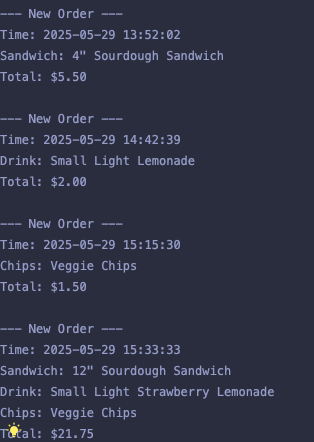 --- New Order ---
Time: 2025-05-29 13:52:02
Sandwich: 4" Sourdough Sandwich
Total: $5.50

--- New Order ---
Time: 2025-05-29 14:42:39
Drink: Small Light Lemonade
Total: $2.00

--- New Order ---
Time: 2025-05-29 15:15:30
Chips: Veggie Chips
Total: $1.50

--- New Order ---
Time: 2025-05-29 15:33:33
Sandwich: 12" Sourdough Sandwich
Drink: Small Light Strawberry Lemonade
Chips: Veggie Chips
Total: $21.75